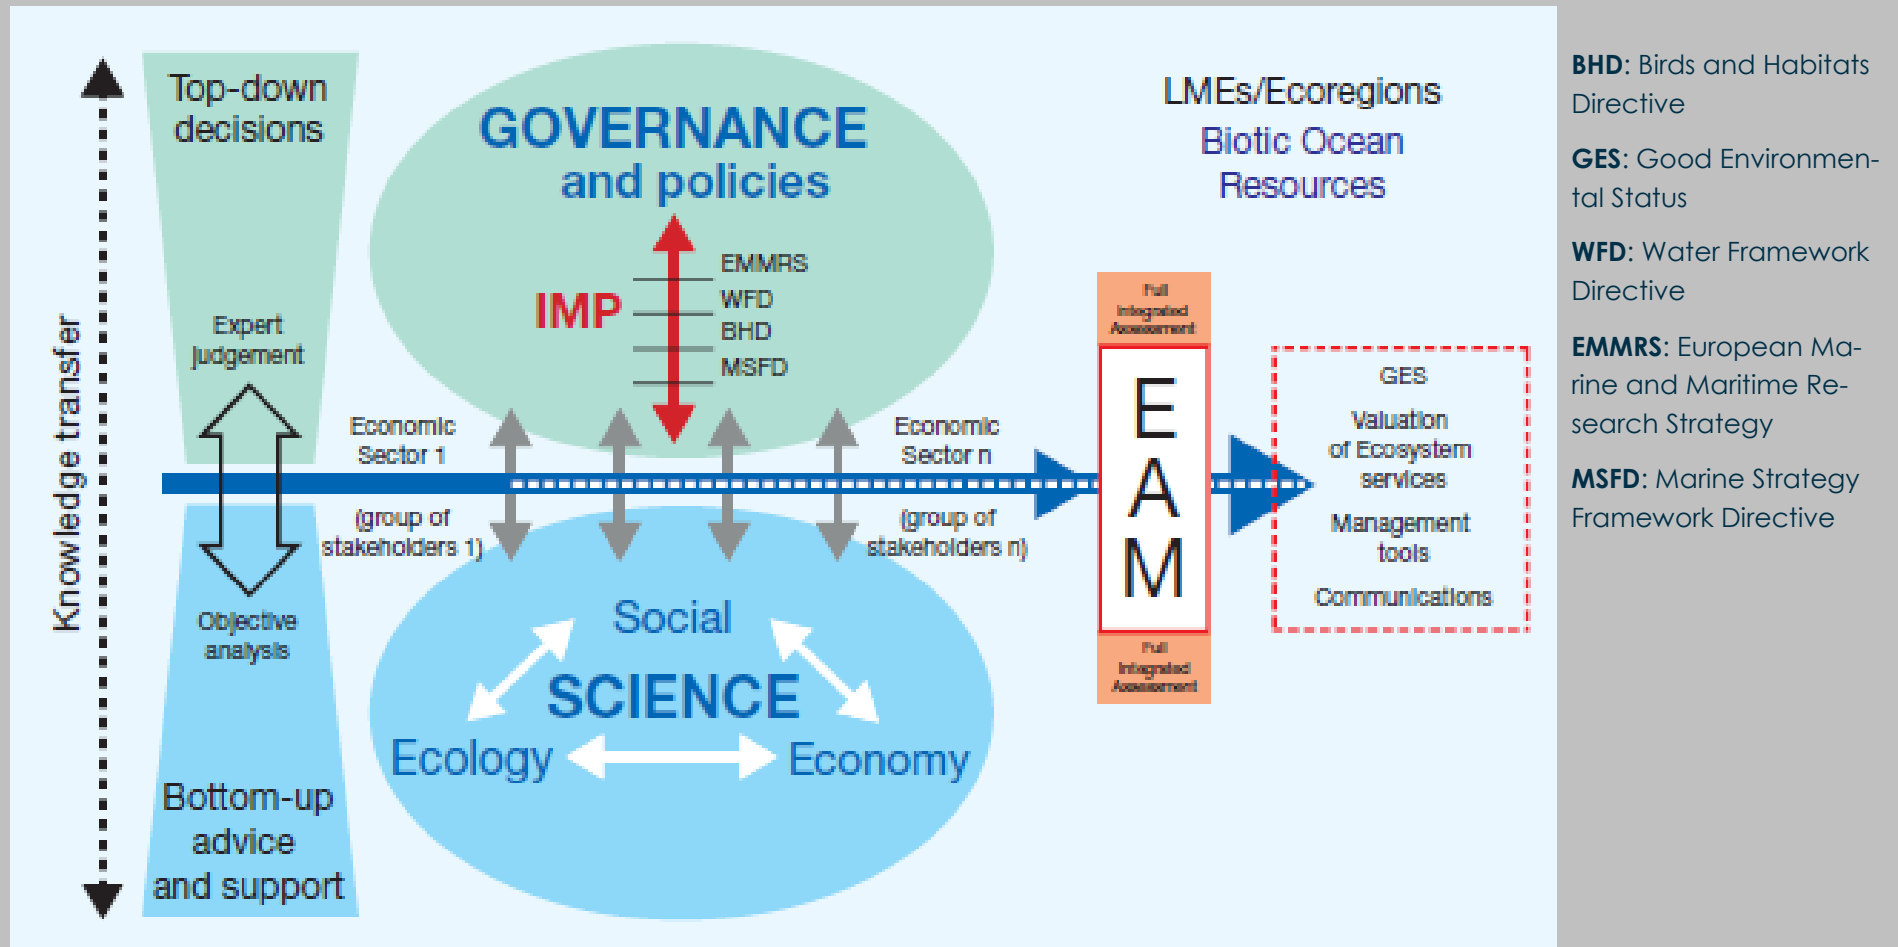 Knowledge transfer
Top-down
decisions
Expert
judgement
Objective
analysis
Bottom-up
advice
and support
GOVERNANCE
and policies
IMP
EMMRS
WFD
BHD
MSFD
Economic
Sector 1
(group of
stakeholders 1)
Economic
Sector n
(group of
stakeholders n)
Social
SCIENCE
Ecology
Economy
LMEs/Ecoregions
Biotic Ocean
Resources
Full
Integrated
Assessment
E
A
M
Full
Integrated
Assessment
GES
Valuation
of Ecosystem
services
Management
tools
Communications
BHD: Birds and Habitats
Directive
GES: Good Environmen-
tal Status
WFD: Water Framework
Directive
EMMRS: European Ma-
rine and Maritime Re-
search Strategy
MSFD: Marine Strategy
Framework Directive